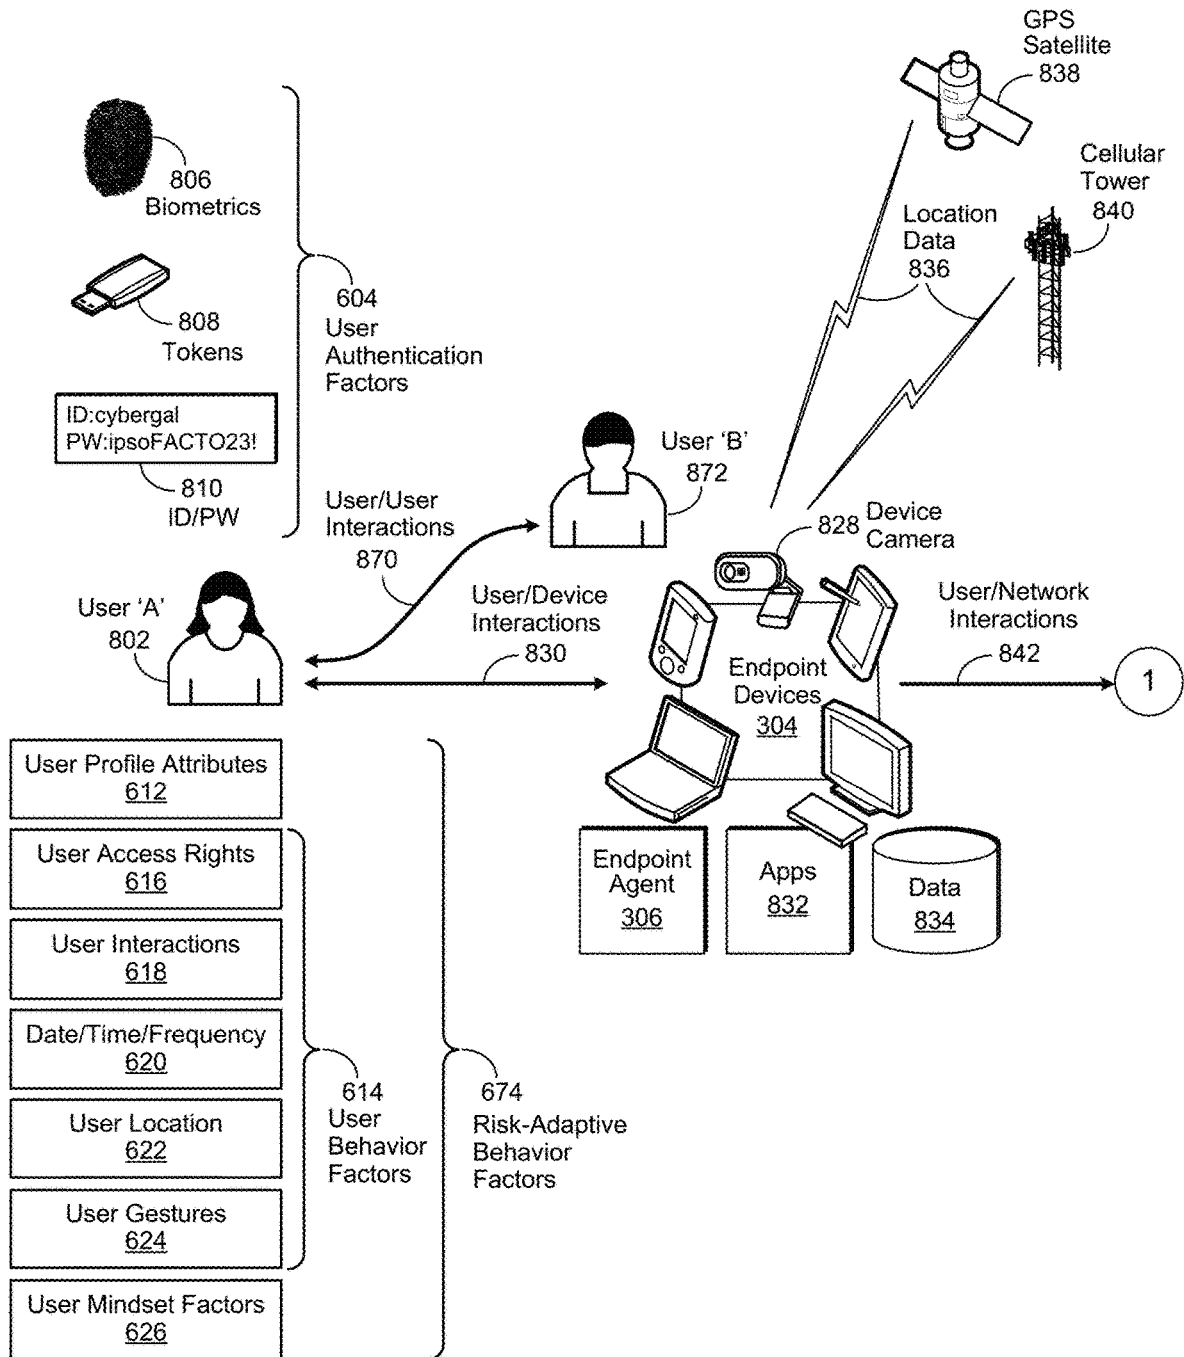 GPS
Satellite
838
Cellular
Tower
840
Location
Data
836
806
Biometrics
808
Tokens
ID:cybergal
PW:ipsoFACTO23!
810
ID/PW
604
User
Authentication
Factors
User/User
Interactions
870
User 'B'
872
828 Device
Camera
User 'A'
802
User/Device
Interactions
830
Endpoint
Devices
304
User/Network
Interactions
842
1
Endpoint
Agent
306
Apps
832
Data
834
User Profile Attributes
612
User Access Rights
616
User Interactions
618
Date/Time/Frequency
620
User Location
622
User Gestures
624
User Mindset Factors
626
614
User
Behavior
Factors
674
Risk-Adaptive
Behavior
Factors